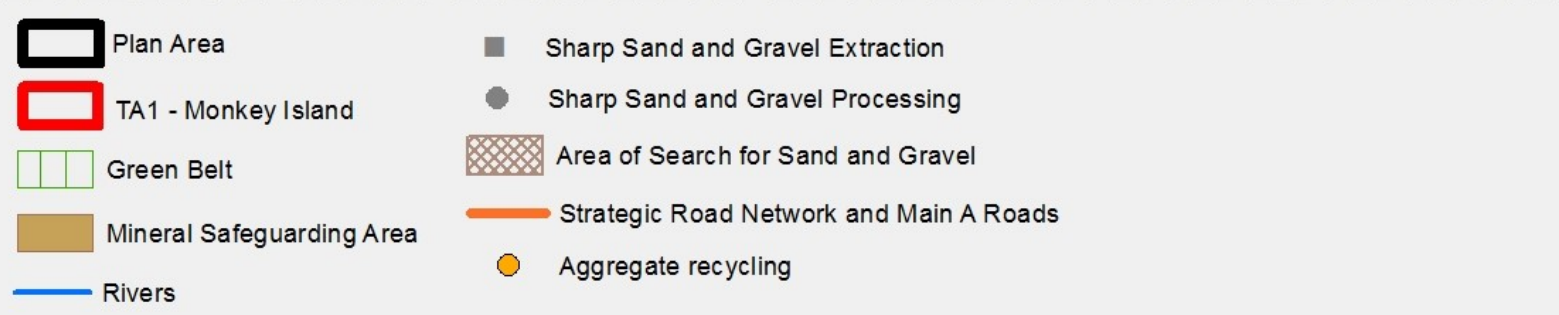 Plan Area
TA1 - Monkey Island
Green Belt
Mineral Safeguarding Area
Rivers
Sharp Sand and Gravel Extraction
Sharp Sand and Gravel Processing
Area of Search for Sand and Gravel
Strategic Road Network and Main A Roads
Aggregate recycling